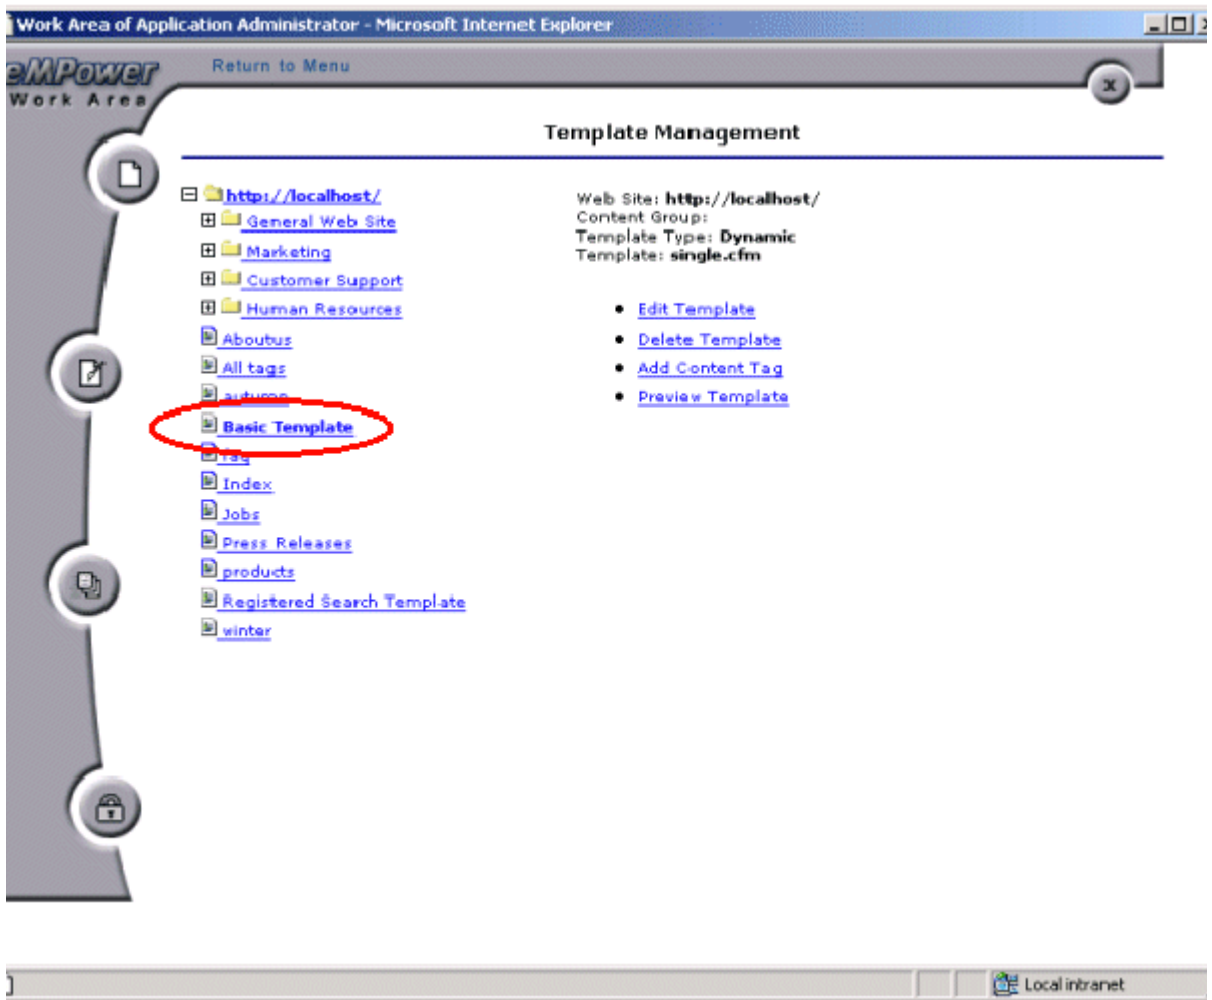 Work Area of Application Administrator - Microsoft Internet Explorer
eMPower
Work Area
Return to Menu
x
Template Management
http://localhost/
General Web Site
Marketing
Customer Support
Human Resources
Aboutus
All tags
autumn
Basic Template
faq
Index
Jobs
Press Releases
products
Registered Search Template
winter
Web Site: http://localhost/
Content Group:
Template Type: Dynamic
Template: single.cfm
Edit Template
Delete Template
Add Content Tag
Preview Template
Local intranet